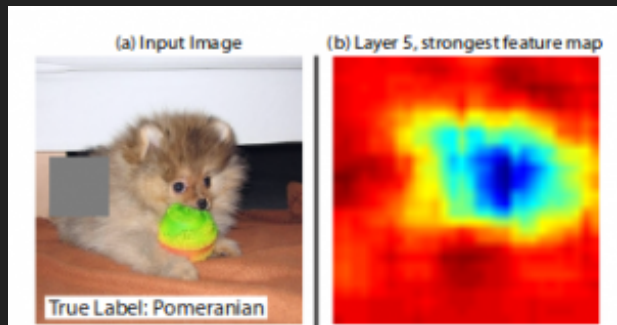 (a) Input Image
(b) Layer 5, strongest feature map
True Label: Pomeranian